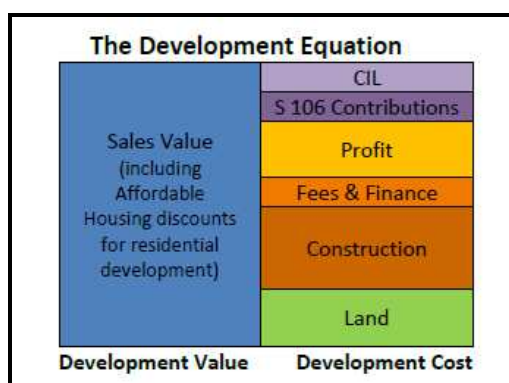 The Development Equation
Sales Value
(including
Affordable
Housing discounts
for residential
development)
CIL
S 106 Contributions
Profit
Fees & Finance
Construction
Land
Development Value
Development Cost